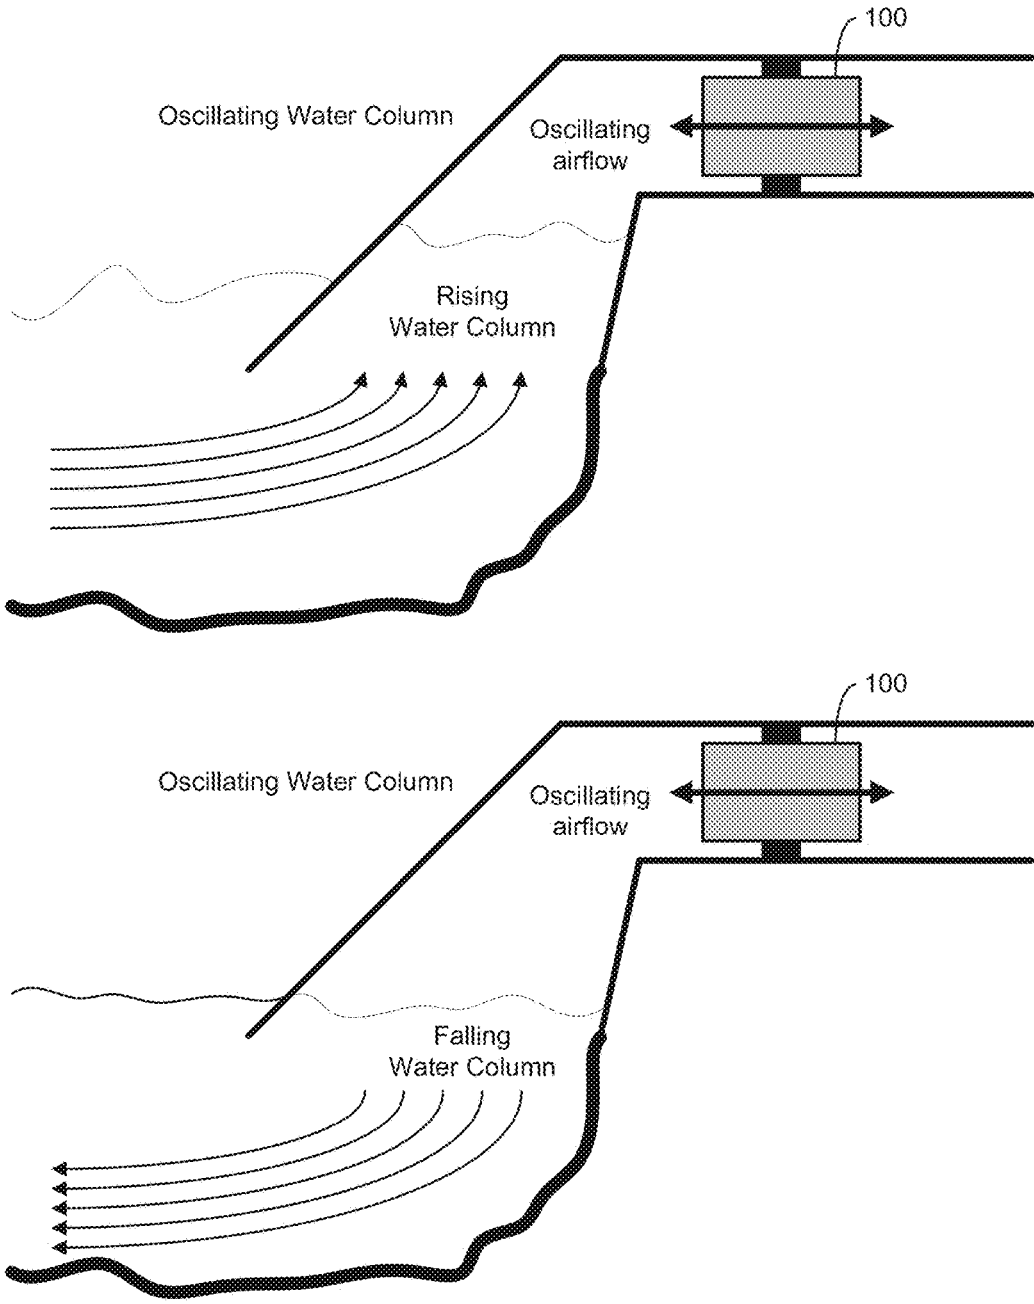 100
Oscillating Water Column
Oscillating
airflow
Rising
Water Column
100
Oscillating Water Column
Oscillating
airflow
Falling
Water Column